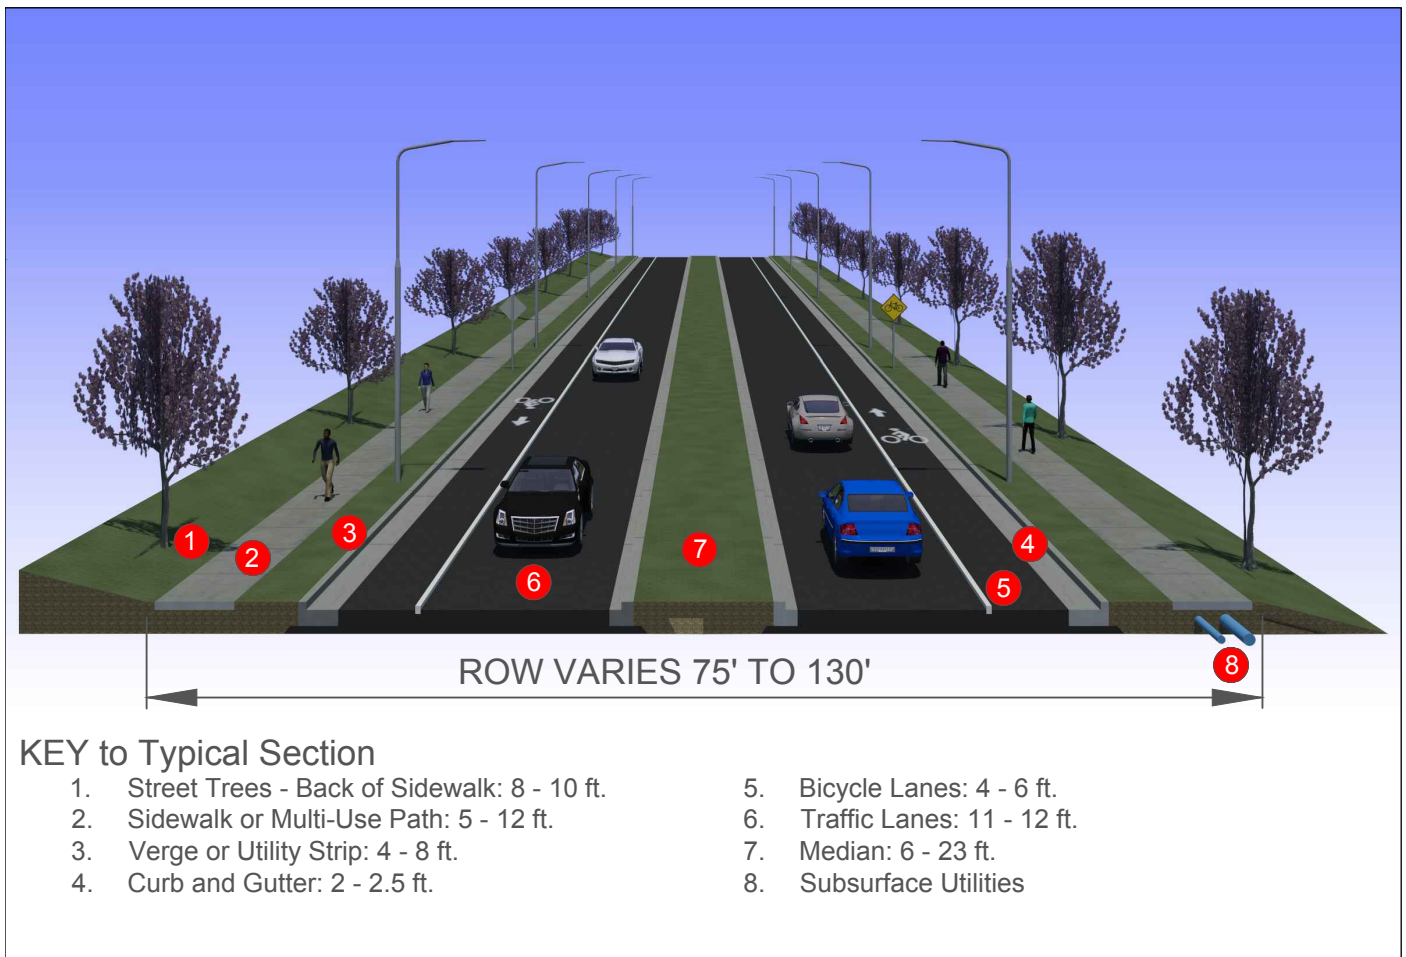 1
2
3
4
5
6
7
8
ROW VARIES 75' TO 130'
KEY to Typical Section
1. Street Trees - Back of Sidewalk: 8 - 10 ft.
2. Sidewalk or Multi-Use Path: 5 - 12 ft.
3. Verge or Utility Strip: 4 - 8 ft.
4. Curb and Gutter: 2 - 2.5 ft.
5. Bicycle Lanes: 4 - 6 ft.
6. Traffic Lanes: 11 - 12 ft.
7. Median: 6 - 23 ft.
8. Subsurface Utilities